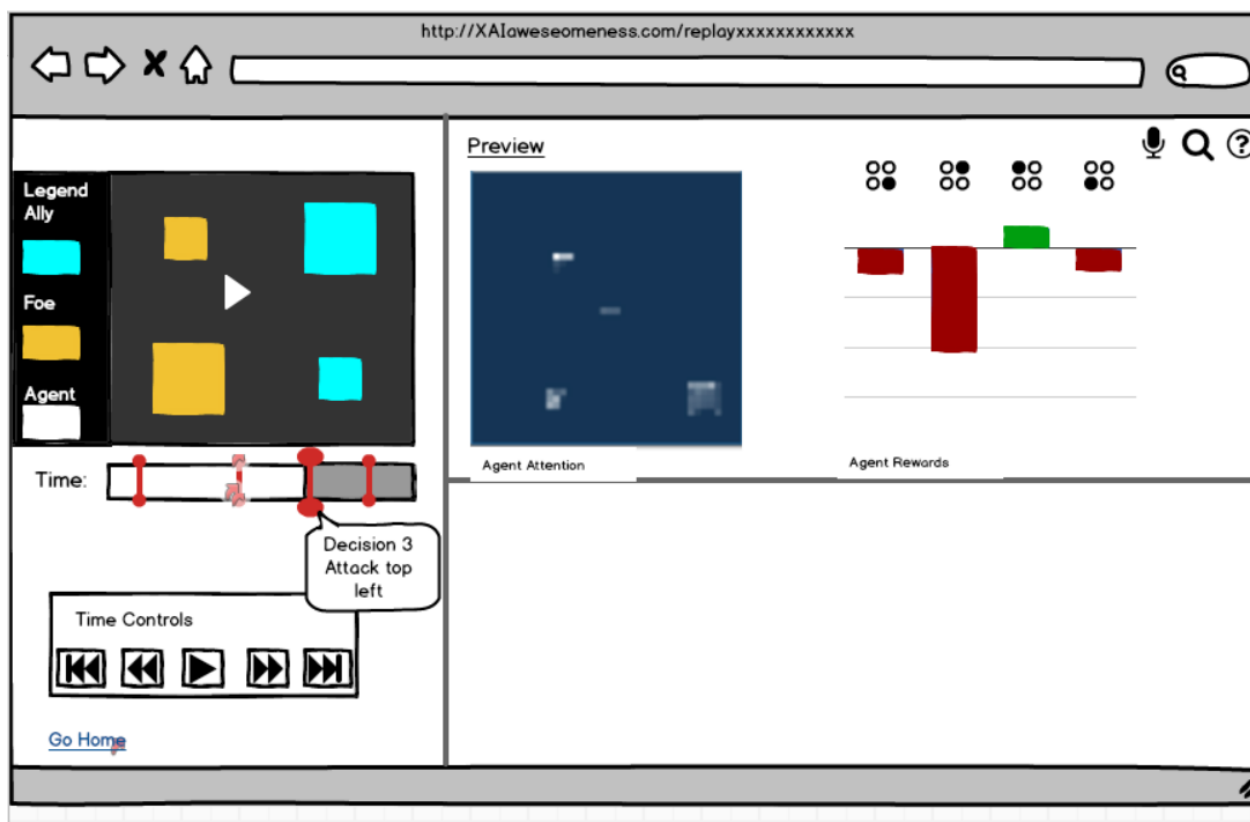 http://XAIaweseomeness.com/replayxxxxxxxxxxxx
Preview
Legend
Ally
Foe
Agent
Time:
Agent Attention
Agent Rewards
Decision 3
Attack top
left
Time Controls
Go Home